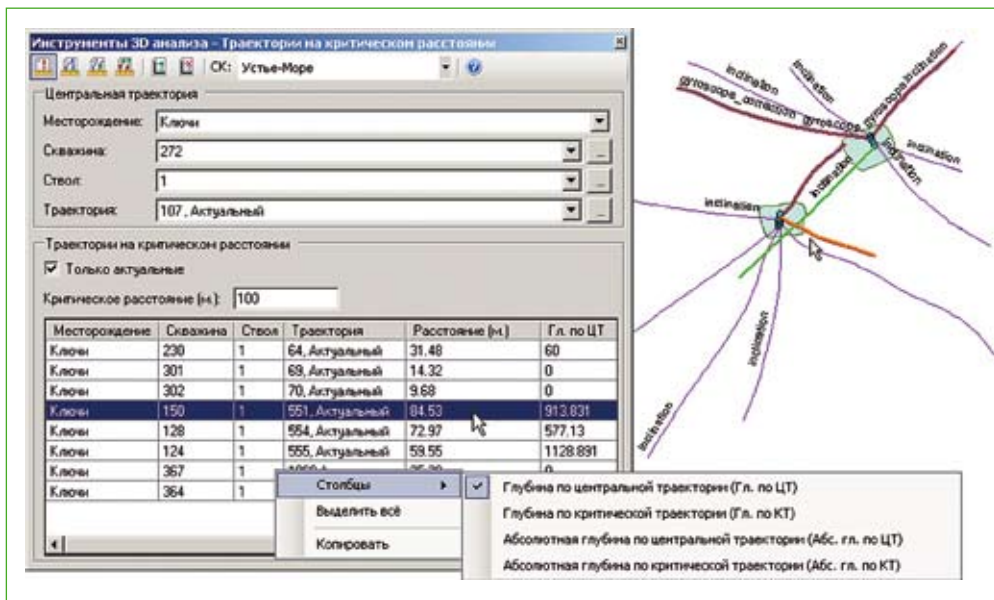 Инструменты 3D анализа - Траектории на критическом расстоянии
СК: Устье-Море
Центральная траектория
Месторождение: Ключи
Скважина: 272
Ствол: 1
Траектория: 107, Актуальный
Траектории на критическом расстоянии
Только актуальные
Критическое расстояние (м.): 100
Месторождение Скважина Ствол Траектория Расстояние (м.) Гл. по ЦТ
Ключи 230 1 64, Актуальный 31.48 60
Ключи 301 1 69, Актуальный 14.32 0
Ключи 302 1 70, Актуальный 9.68 0
Ключи 150 1 551, Актуальный 84.53 913.831
Ключи 128 1 554, Актуальный 72.97 577.13
Ключи 124 1 555, Актуальный 59.55 1128.891
Ключи 367 1
Ключи 364 1
Столбцы
Выделить всё
Копировать
Глубина по центральной траектории (Гл. по ЦТ)
Глубина по критической траектории (Гл. по КТ)
Абсолютная глубина по центральной траектории (Абс. гл. по ЦТ)
Абсолютная глубина по критической траектории (Абс. гл. по КТ)
inclination
inclination
gyroscope_correction_gyroscope_gyroscope
inclination
inclination
inclination
inclination
inclination
inclination
inclination
inclination